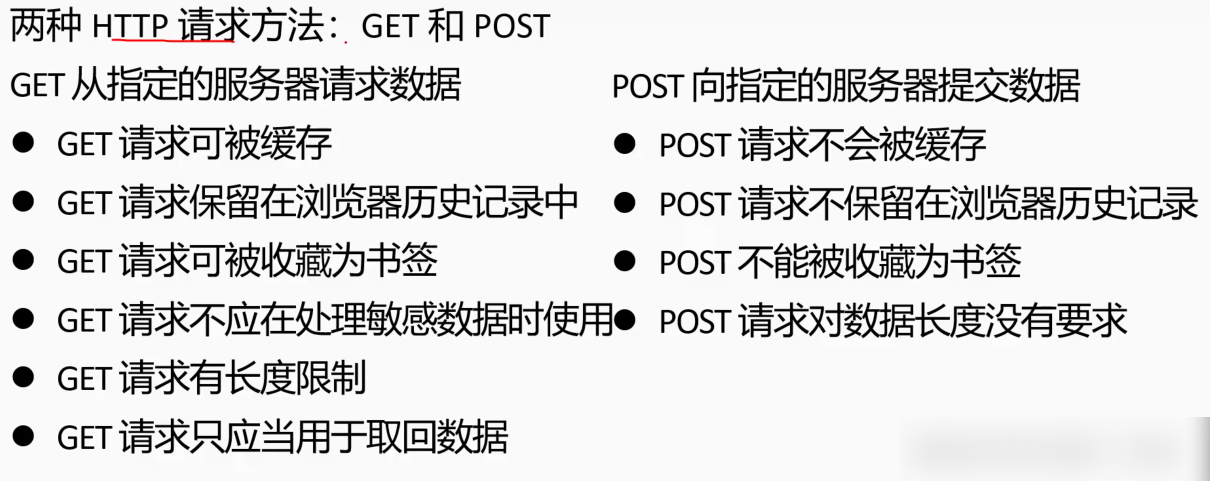 两种 HTTP 请求方法：GET 和 POST
GET 从指定的服务器请求数据
● GET 请求可被缓存
● GET 请求保留在浏览器历史记录中
● GET 请求可被收藏为书签
● GET 请求不应在处理敏感数据时使用
● GET 请求有长度限制
● GET 请求只应当用于取回数据
POST 向指定的服务器提交数据
● POST 请求不会被缓存
● POST 请求不保留在浏览器历史记录
● POST 不能被收藏为书签
● POST 请求对数据长度没有要求